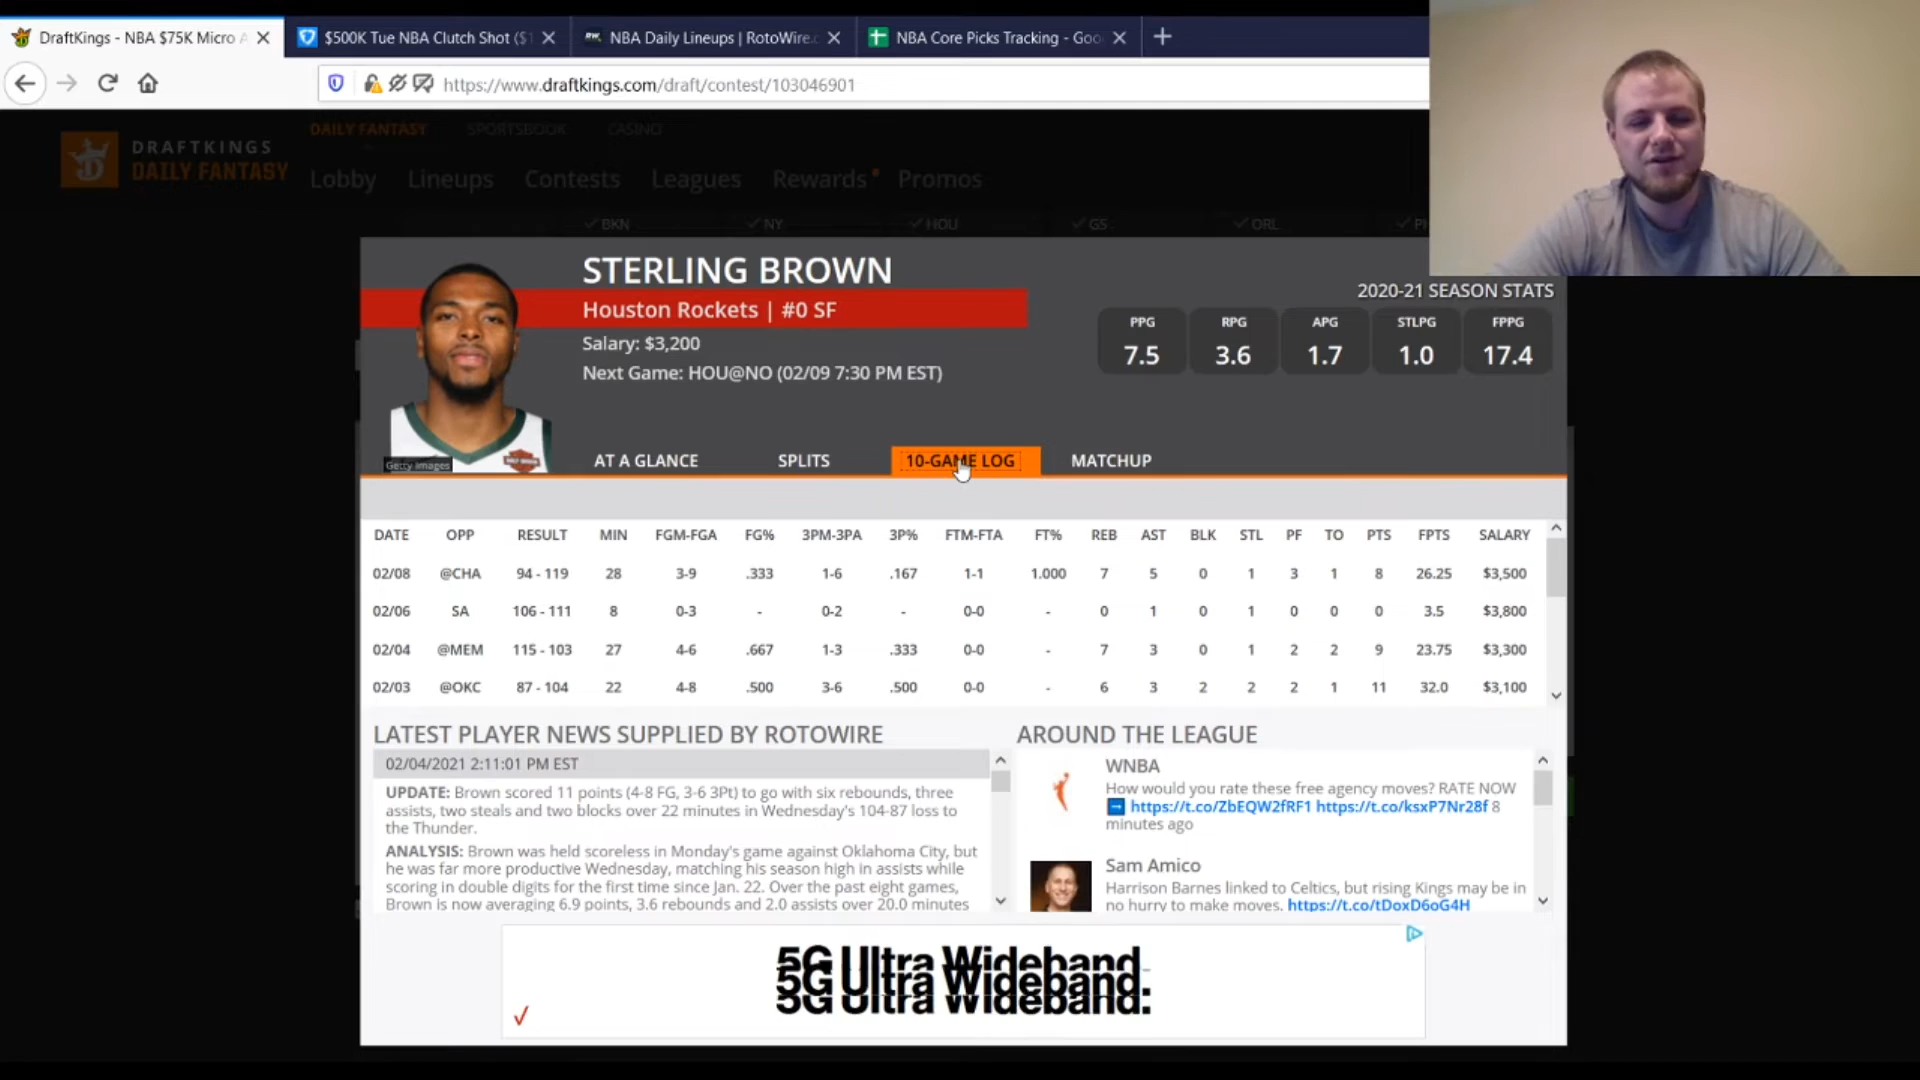 DraftKings - NBA $75K Micro A
$500K Tue NBA Clutch Shot ($1
NBA Daily Lineups | RotoWire.c
NBA Core Picks Tracking - Goo
https://www.draftkings.com/draft/contest/103046901
DRAFTKINGS
DAILY FANTASY
DAILY FANTASY SPORTSBOOK CASINO
Lobby Lineups Contests Leagues Rewards Promos
BKN NY HOU GS ORL
STERLING BROWN
Houston Rockets | #0 SF
Salary: $3,200
Next Game: HOU@NO (02/09 7:30 PM EST)
2020-21 SEASON STATS
PPG RPG APG STLPG FPPG
7.5 3.6 1.7 1.0 17.4
Getty Images
AT A GLANCE SPLITS 10-GAME LOG MATCHUP
DATE OPP RESULT MIN FGM-FGA FG% 3PM-3PA 3P% FTM-FTA FT% REB AST BLK STL PF TO PTS FPTS SALARY
02/08 @CHA 94 - 119 28 3-9 .333 1-6 .167 1-1 1.000 7 5 0 1 3 1 8 26.25 $3,500
02/06 SA 106 - 111 8 0-3 - 0-2 - 0-0 - 0 1 0 1 0 0 0 3.5 $3,800
02/04 @MEM 115 - 103 27 4-6 .667 1-3 .333 0-0 - 7 3 0 1 2 2 9 23.75 $3,300
02/03 @OKC 87 - 104 22 4-8 .500 3-6 .500 0-0 - 6 3 2 2 2 1 11 32.0 $3,100
LATEST PLAYER NEWS SUPPLIED BY ROTOWIRE
02/04/2021 2:11:01 PM EST
UPDATE: Brown scored 11 points (4-8 FG, 3-6 3Pt) to go with six rebounds, three
assists, two steals and two blocks over 22 minutes in Wednesday's 104-87 loss to
the Thunder.
ANALYSIS: Brown was held scoreless in Monday's game against Oklahoma City, but
he was far more productive Wednesday, matching his season high in assists while
scoring in double digits for the first time since Jan. 22. Over the past eight games,
Brown is now averaging 6.9 points, 3.6 rebounds and 2.0 assists over 20.0 minutes
AROUND THE LEAGUE
WNBA
How would you rate these free agency moves? RATE NOW
https://t.co/ZbEQW2fRF1 https://t.co/ksxP7Nr28f 8
minutes ago
Sam Amico
Harrison Barnes linked to Celtics, but rising Kings may be in
no hurry to make moves. https://t.co/tDoxD6oG4H
5G Ultra Wideband.